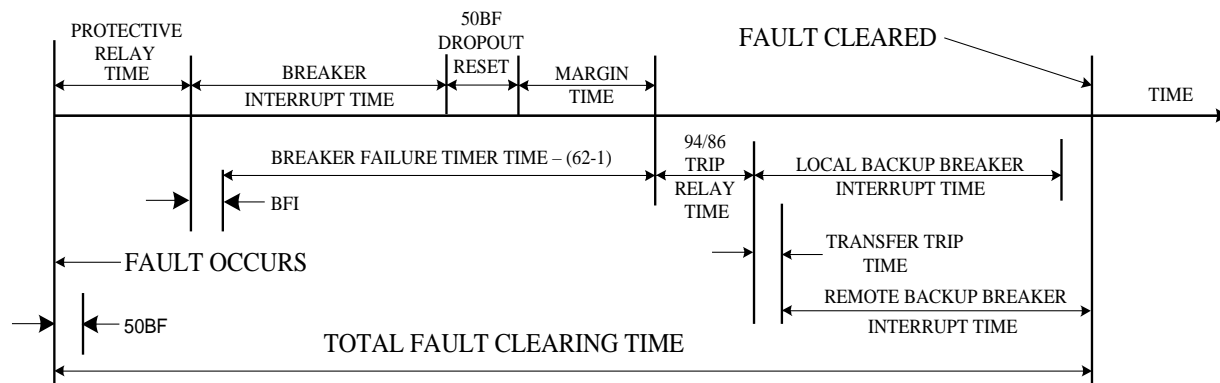 PROTECTIVE
RELAY
TIME
BREAKER
INTERRUPT TIME
50BF
DROPOUT
RESET
MARGIN
TIME
FAULT CLEARED
TIME
BREAKER FAILURE TIMER TIME – (62-1)
BFI
94/86
TRIP
RELAY
TIME
LOCAL BACKUP BREAKER
INTERRUPT TIME
TRANSFER TRIP
TIME
REMOTE BACKUP BREAKER
INTERRUPT TIME
FAULT OCCURS
50BF
TOTAL FAULT CLEARING TIME